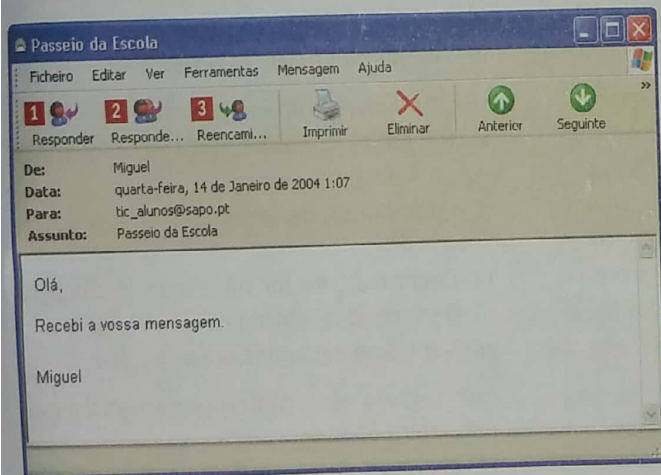 Passeio da Escola
Ficheiro Editar Ver Ferramentas Mensagem Ajuda
1 2 3
Responder Responde... Reencami... Imprimir Eliminar Anterior Seguinte
De: Miguel
Data: quarta-feira, 14 de Janeiro de 2004 1:07
Para: tic_alunos@sapo.pt
Assunto: Passeio da Escola
Olá,
Recebi a vossa mensagem.
Miguel